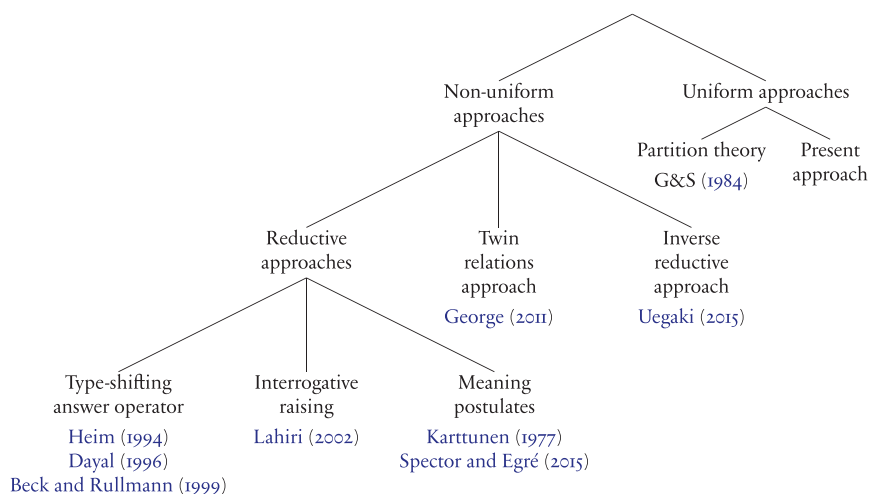 Non-uniform
approaches
Uniform approaches
Partition theory
G&S (1984)
Present
approach
Reductive
approaches
Twin
relations
approach
George (2011)
Inverse
reductive
approach
Uegaki (2015)
Type-shifting
answer operator
Heim (1994)
Dayal (1996)
Beck and Rullmann (1999)
Interrogative
raising
Lahiri (2002)
Meaning
postulates
Karttunen (1977)
Spector and Egré (2015)